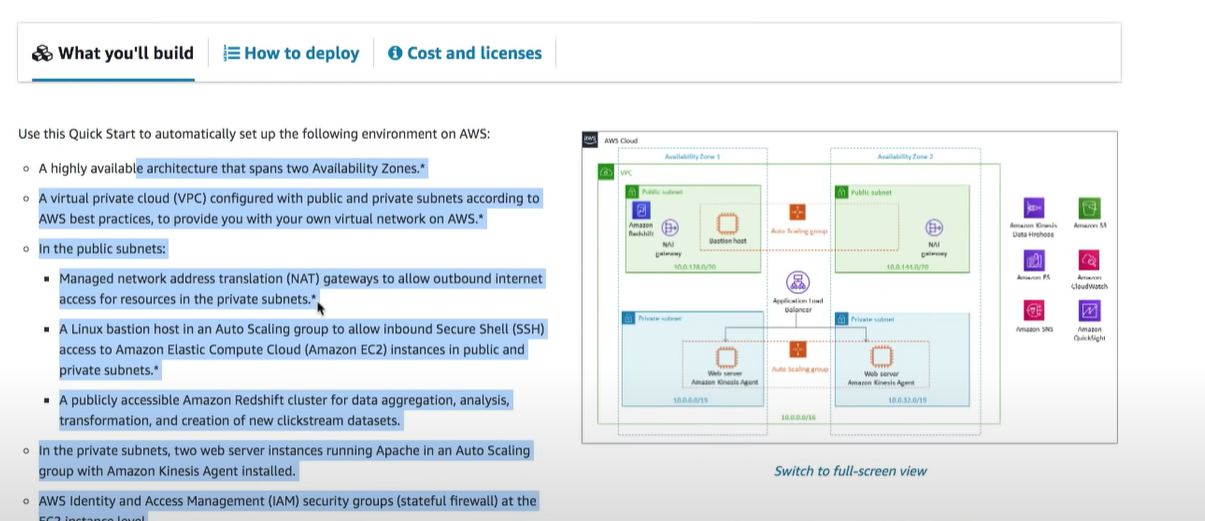 What you'll build
How to deploy
Cost and licenses
Use this Quick Start to automatically set up the following environment on AWS:
A highly available architecture that spans two Availability Zones.*
A virtual private cloud (VPC) configured with public and private subnets according to
AWS best practices, to provide you with your own virtual network on AWS.*
In the public subnets:
Managed network address translation (NAT) gateways to allow outbound internet
access for resources in the private subnets.*
A Linux bastion host in an Auto Scaling group to allow inbound Secure Shell (SSH)
access to Amazon Elastic Compute Cloud (Amazon EC2) instances in public and
private subnets.*
A publicly accessible Amazon Redshift cluster for data aggregation, analysis,
transformation, and creation of new clickstream datasets.
In the private subnets, two web server instances running Apache in an Auto Scaling
group with Amazon Kinesis Agent installed.
AWS Identity and Access Management (IAM) security groups (stateful firewall) at the
EC2 instance level
aws
AWS Cloud
Availability Zone 1
Availability Zone 2
VPC
Public subnet
Public subnet
Amazon
Redshift
NAT
gateway
Bastion host
Auto Scaling group
NAT
gateway
10.0.128.0/20
10.0.144.0/20
Application Load
Balancer
Private subnet
Private subnet
Web server
Amazon Kinesis Agent
Auto Scaling group
Web server
Amazon Kinesis Agent
10.0.0.0/19
10.0.32.0/19
10.0.0.0/16
Amazon Kinesis
Data Firehose
Amazon S3
Amazon
Amazon
CloudWatch
Amazon SNS
Amazon
QuickSight
Switch to full-screen view